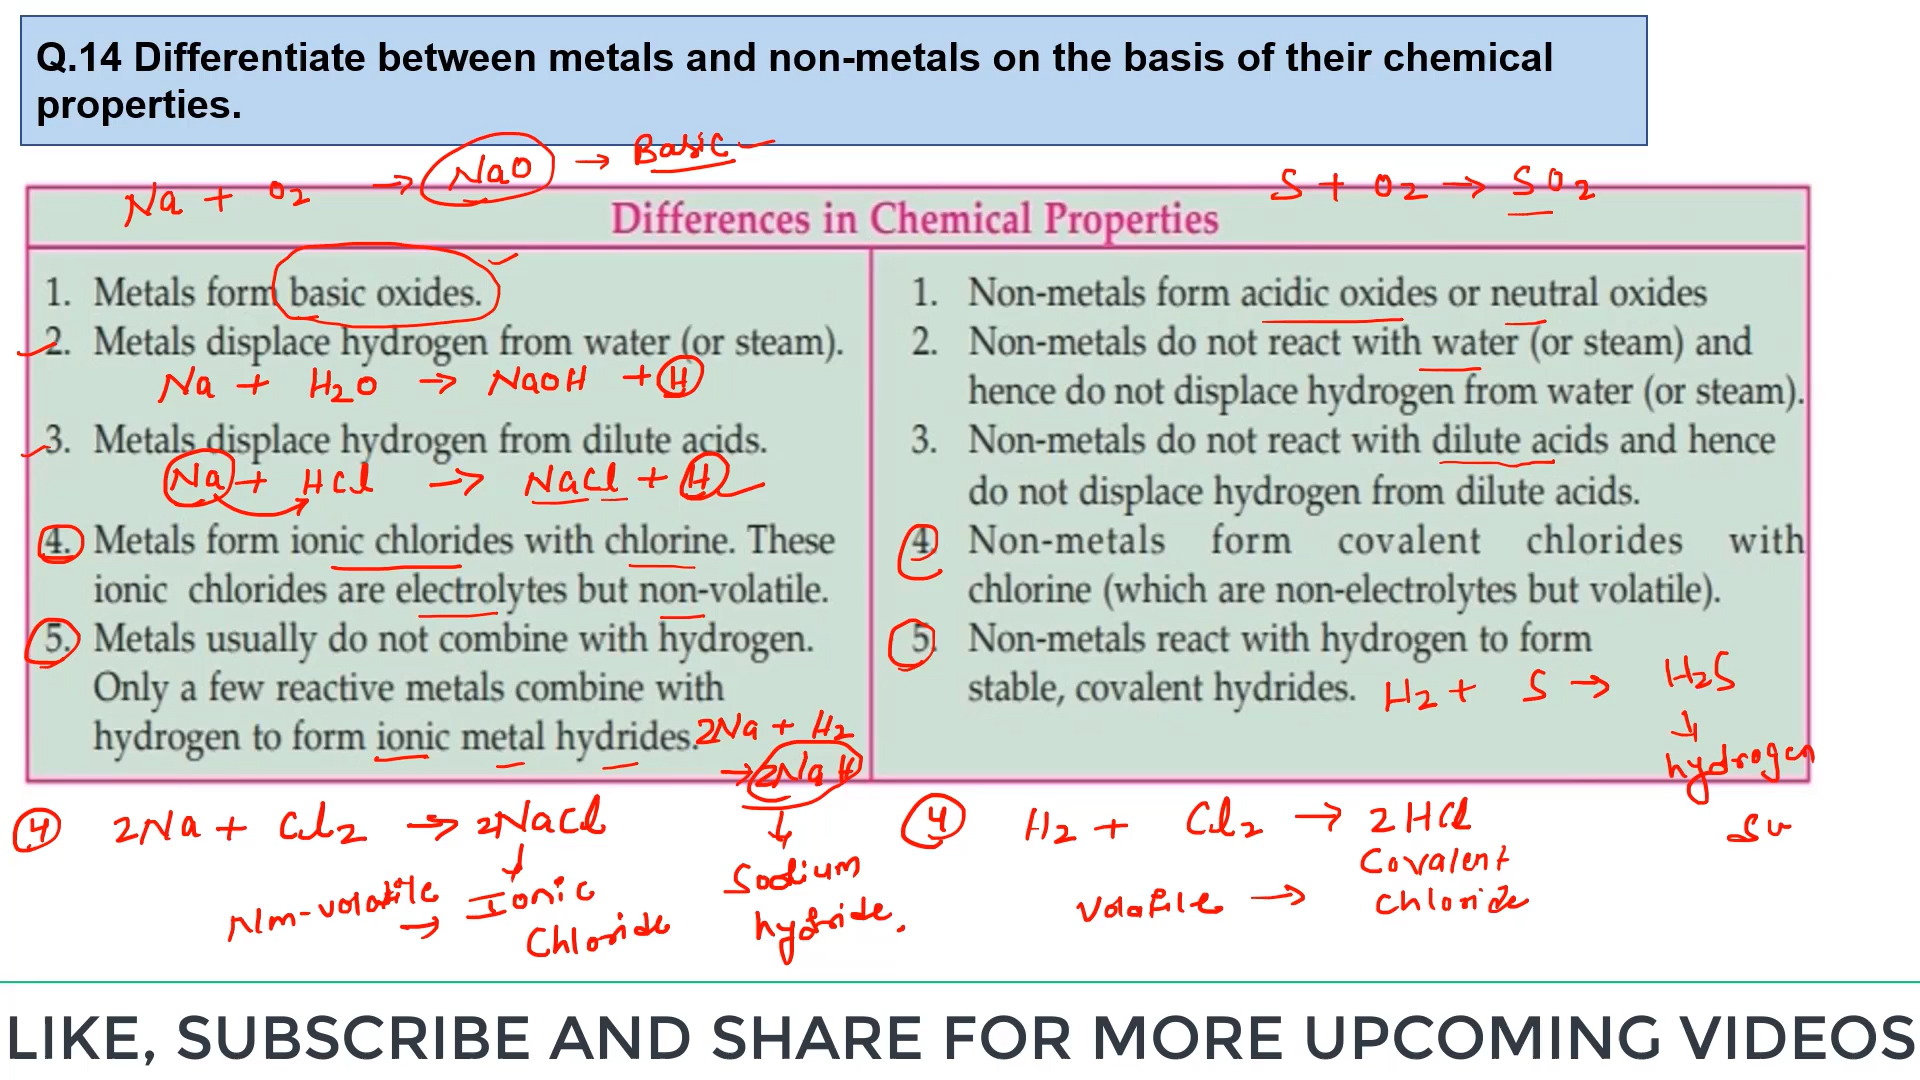 Q.14 Differentiate between metals and non-metals on the basis of their chemical
properties.
Na + O2 → NaO → Basic
S + O2 → SO2
Differences in Chemical Properties
1. Metals form basic oxides.
2. Metals displace hydrogen from water (or steam).
Na + H2O → NaOH + H
3. Metals displace hydrogen from dilute acids.
Na + HCl → NaCl + H
4. Metals form ionic chlorides with chlorine. These
ionic chlorides are electrolytes but non-volatile.
5. Metals usually do not combine with hydrogen.
Only a few reactive metals combine with
hydrogen to form ionic metal hydrides.
2Na + H2
→ 2NaH
↓
Sodium
hydride.
1. Non-metals form acidic oxides or neutral oxides
2. Non-metals do not react with water (or steam) and
hence do not displace hydrogen from water (or steam).
3. Non-metals do not react with dilute acids and hence
do not displace hydrogen from dilute acids.
4. Non-metals form covalent chlorides with
chlorine (which are non-electrolytes but volatile).
5. Non-metals react with hydrogen to form
stable, covalent hydrides. H2 + S → H2S
↓
hydrogen
Su
4 2Na + Cl2 → 2NaCl
↓
Non-volatile → Ionic
Chloride
4 H2 + Cl2 → 2HCl
Covalent
Volatile → Chloride
LIKE, SUBSCRIBE AND SHARE FOR MORE UPCOMING VIDEOS